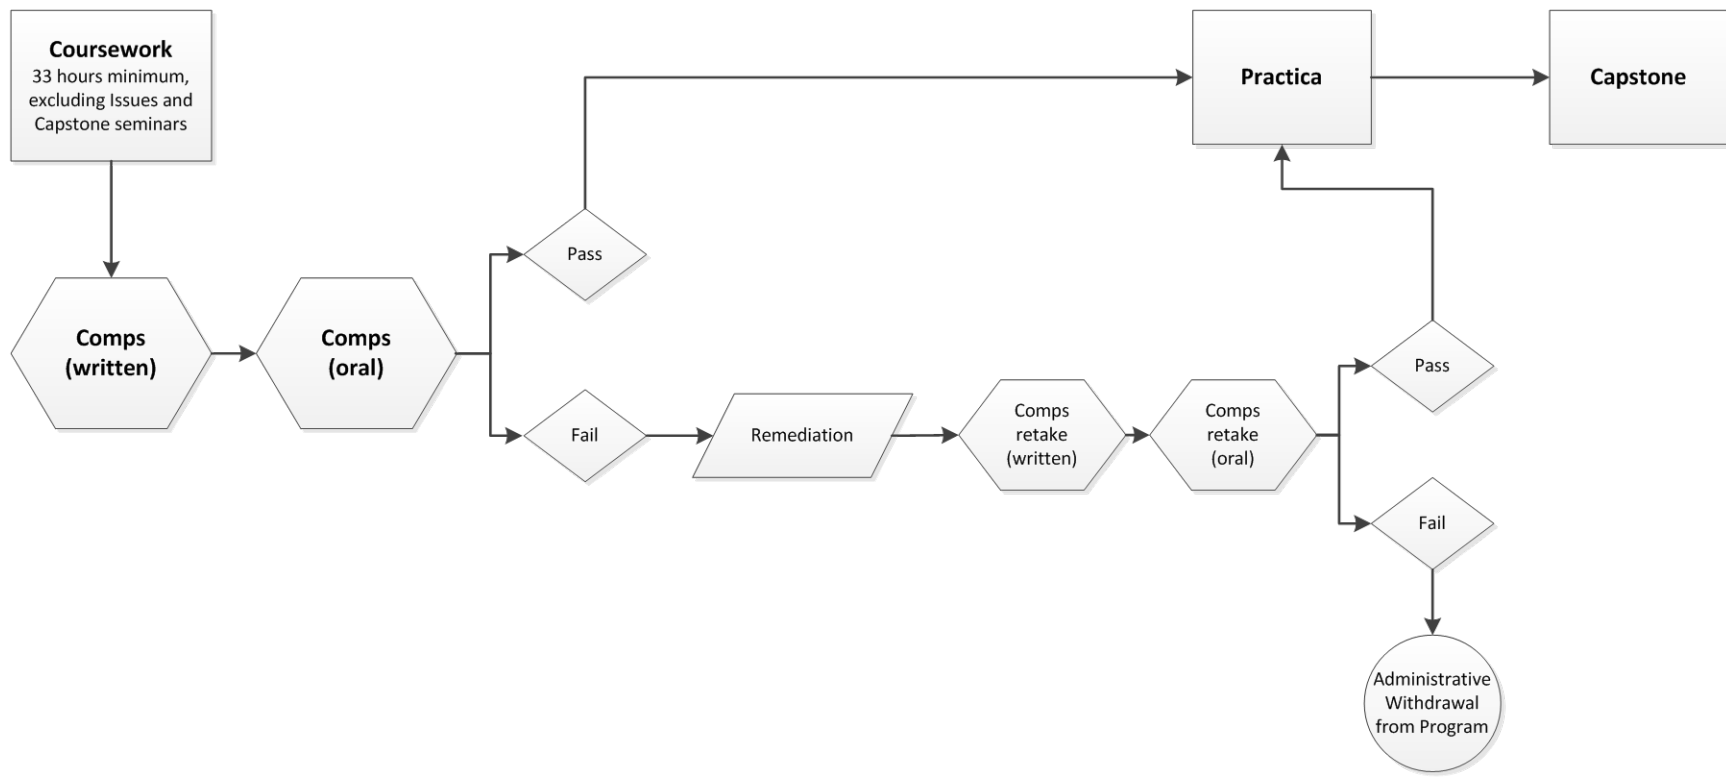 Coursework
33 hours minimum,
excluding Issues and
Capstone seminars
Practica
Capstone
Pass
Comps
(written)
Comps
(oral)
Fail
Remediation
Comps
retake
(written)
Comps
retake
(oral)
Pass
Fail
Administrative
Withdrawal
from Program